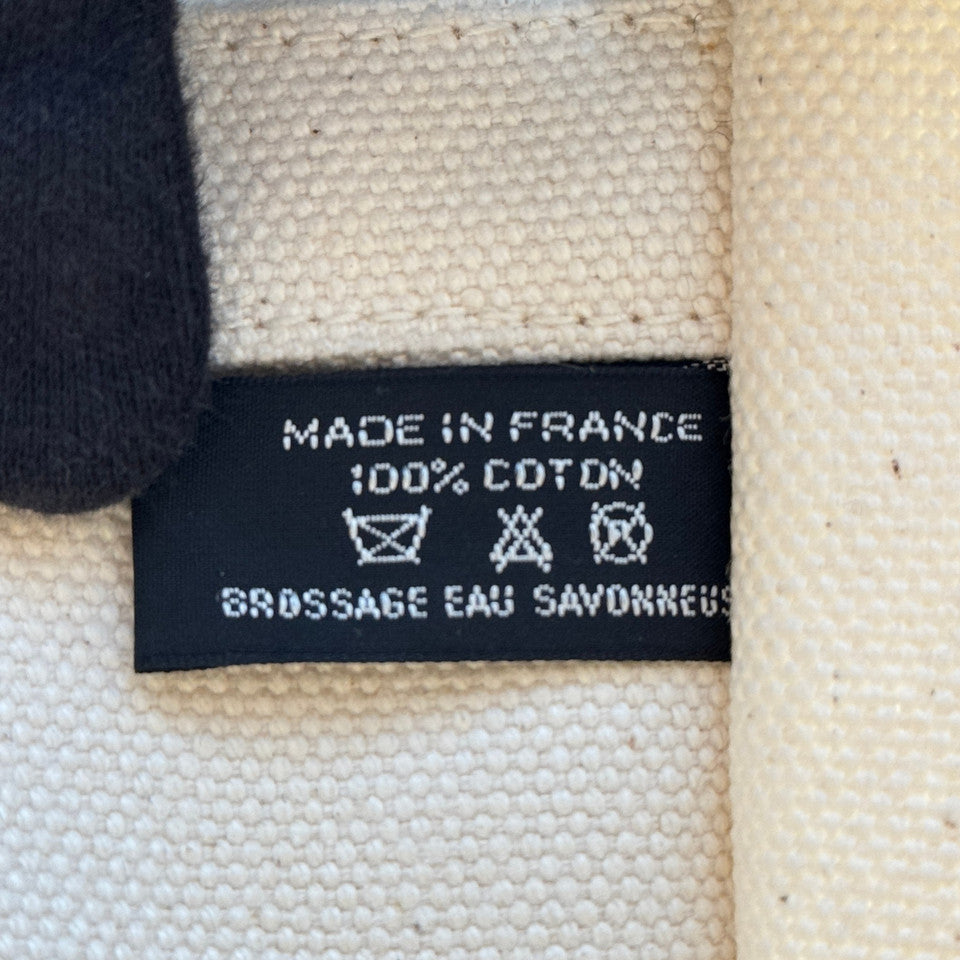 MADE IN FRANCE
100% COTON
BROSSAGE EAU SAVONNEUS